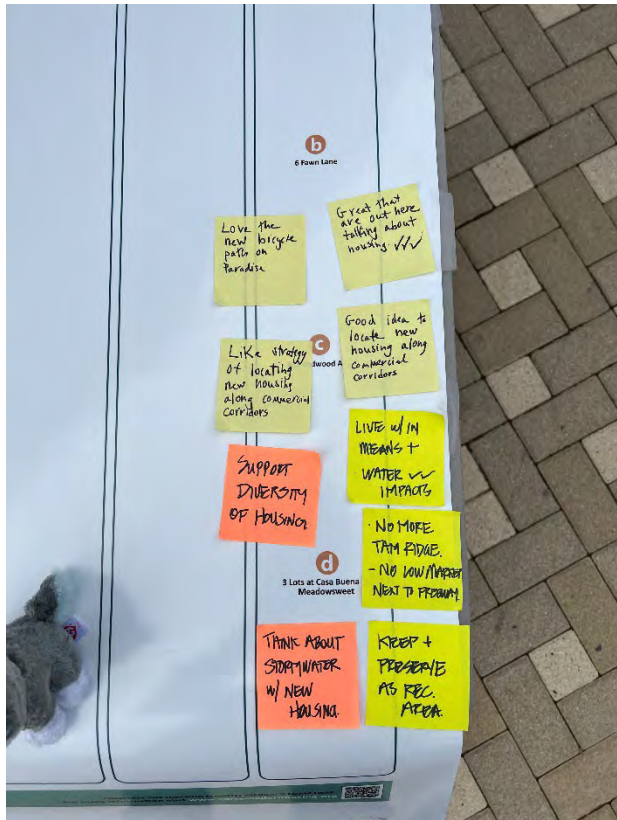 b
6 Fawn Lane
Love the
new bicycle
path on
Paradise
Great that
are out here
talking about
housing ✓✓✓
Like strategy
of locating
new housing
along commercial
corridors
c
dwood A
Good idea to
locate new
housing along
commercial
corridors
LIVE w/IN
MEANS +
WATER ✓✓
IMPACTS
SUPPORT
DIVERSITY
OF HOUSING
- NO MORE
TAM RIDGE.
- NO LOW/MARKET
NEXT TO FREEWAY
d
3 Lots at Casa Buena
Meadowsweet
THINK ABOUT
STORMWATER
w/ NEW
HOUSING.
KEEP +
PRESERVE
AS REC.
AREA.